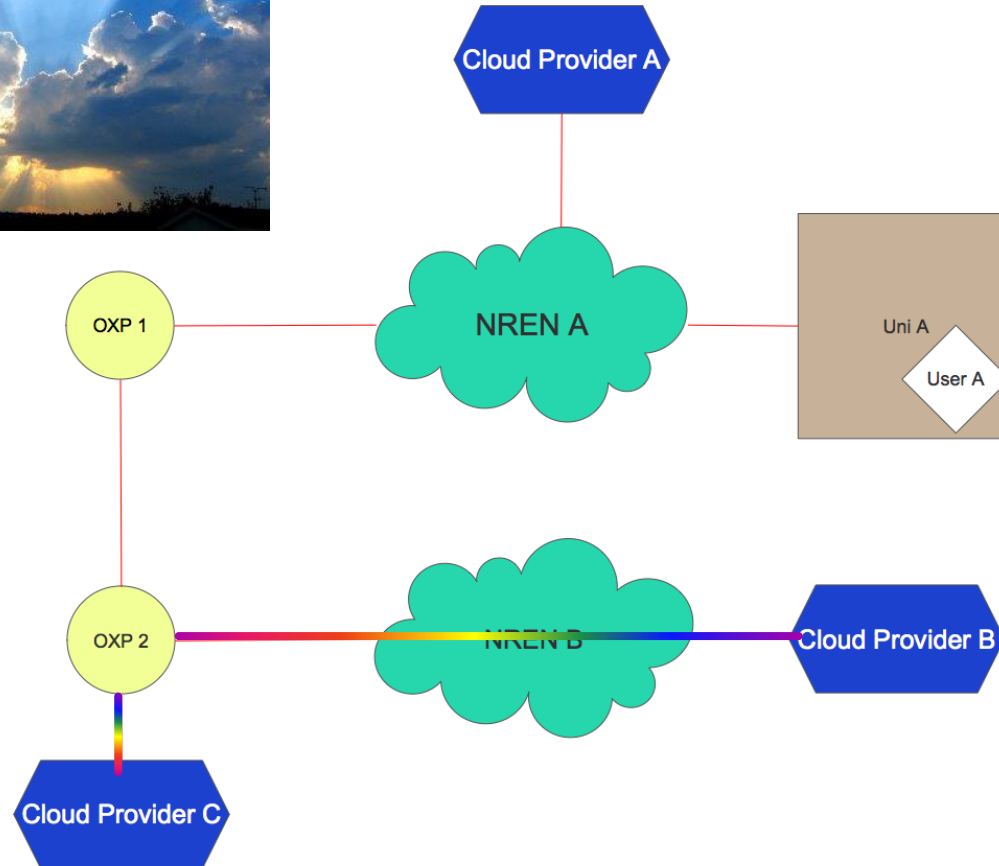 Cloud Provider A
OXP 1
NREN A
Uni A
User A
OXP 2
NREN B
Cloud Provider B
Cloud Provider C